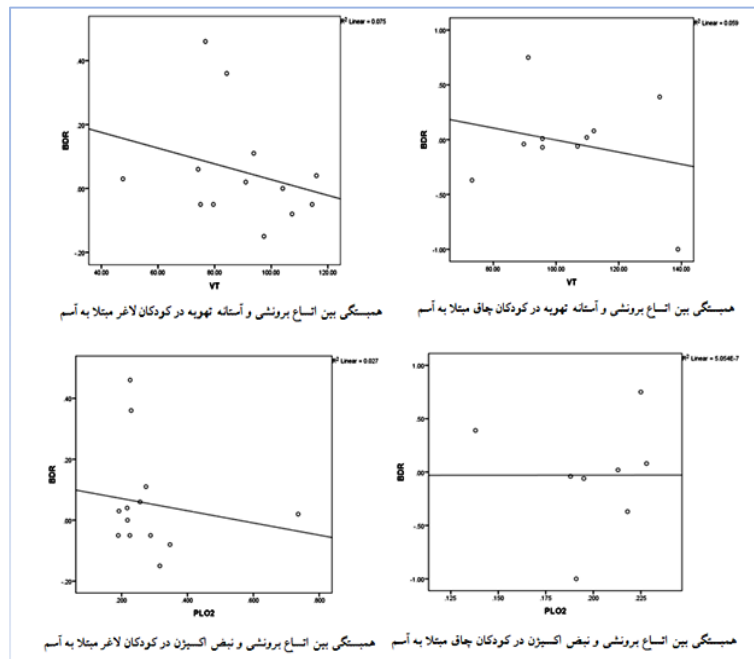 R² Linear = 0.075
BDR
.40
.20
.00
-.20
40.00 60.00 80.00 100.00 120.00
VT
همبستگی بین اتساع برونشی و آستانه تهویه در کودکان لاغر مبتلا به آسم
R² Linear = 0.059
BDR
1.00
.50
.00
-.50
-1.00
80.00 100.00 120.00 140.00
VT
همبستگی بین اتساع برونشی و آستانه تهویه در کودکان چاق مبتلا به آسم
R² Linear = 0.027
BDR
.40
.20
.00
-.20
.200 .400 .600 .800
PLO2
همبستگی بین اتساع برونشی و نبض اکسیژن در کودکان لاغر مبتلا به آسم
R² Linear = 5.054E-7
BDR
1.00
.50
.00
-.50
-1.00
.125 .150 .175 .200 .225
PLO2
همبستگی بین اتساع برونشی و نبض اکسیژن در کودکان چاق مبتلا به آسم